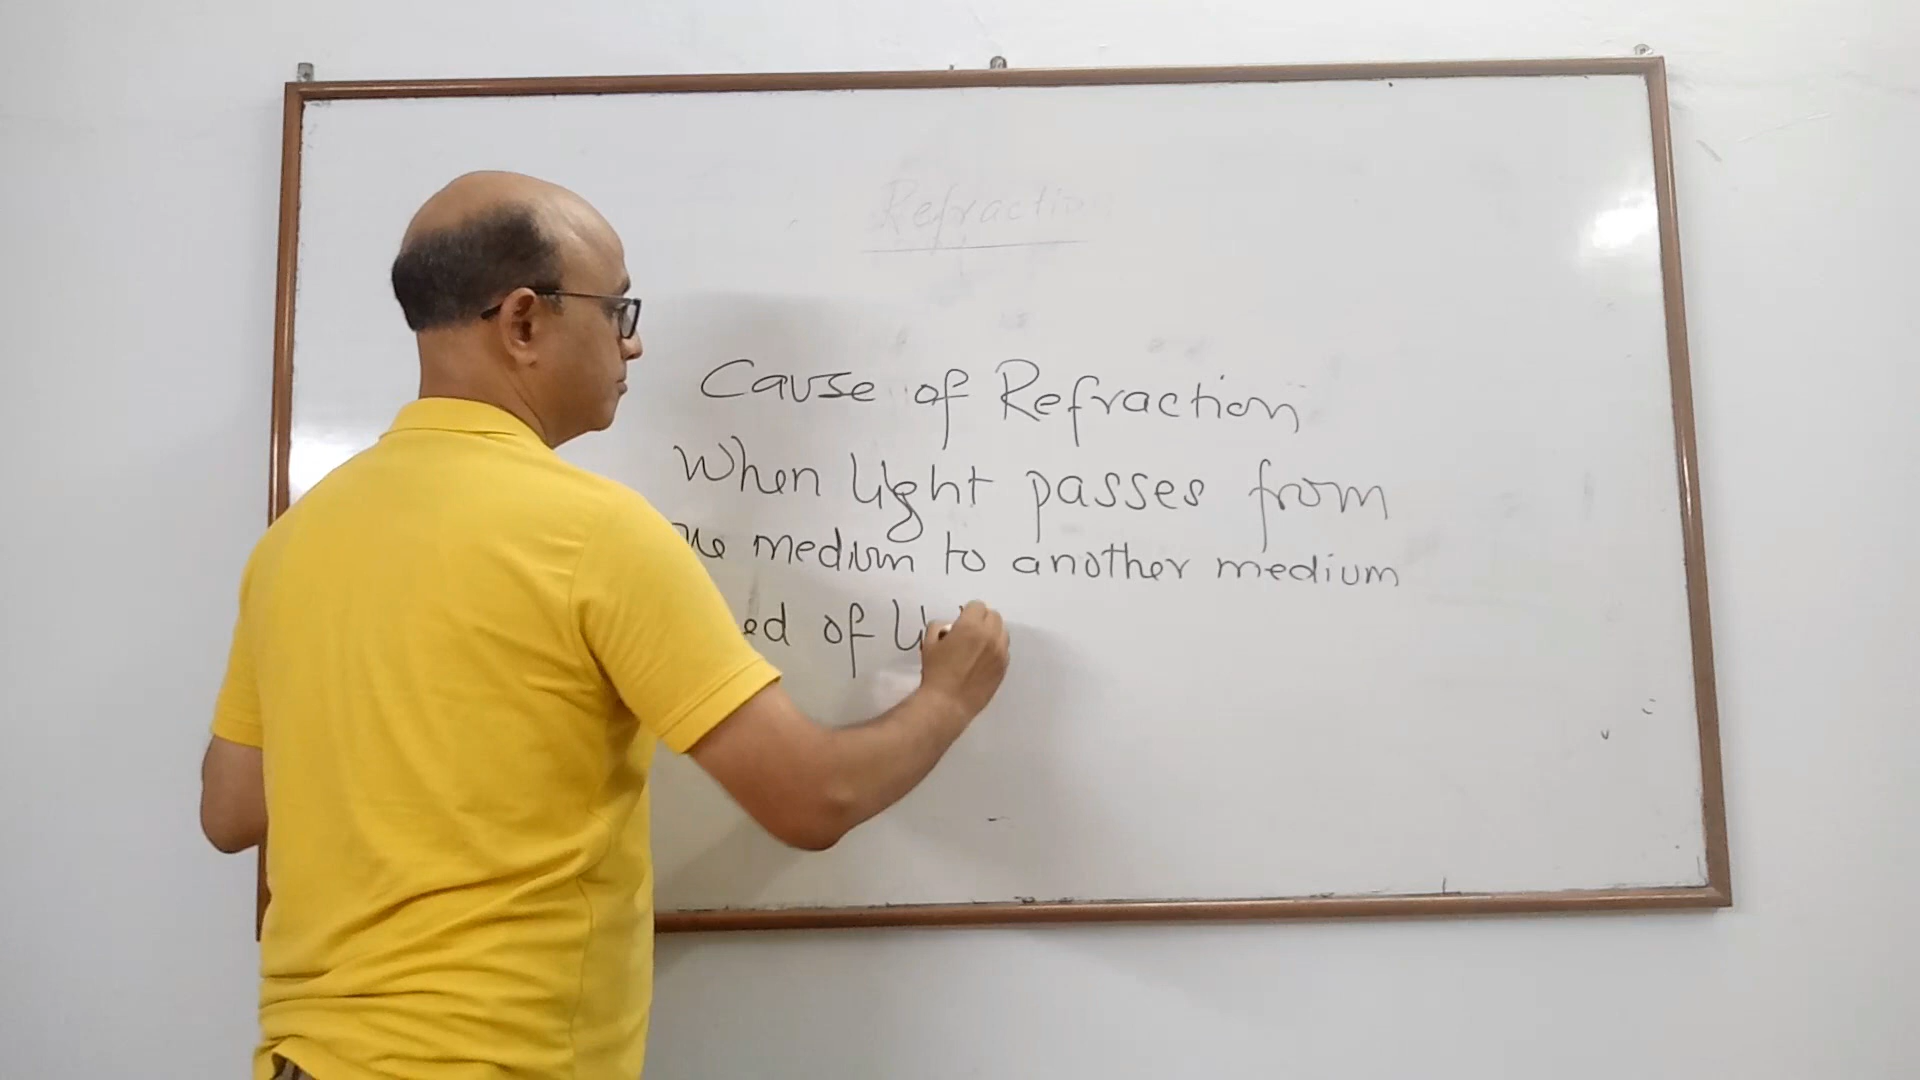 Refraction
Cause of Refraction
When light passes from
medium to another medium
of